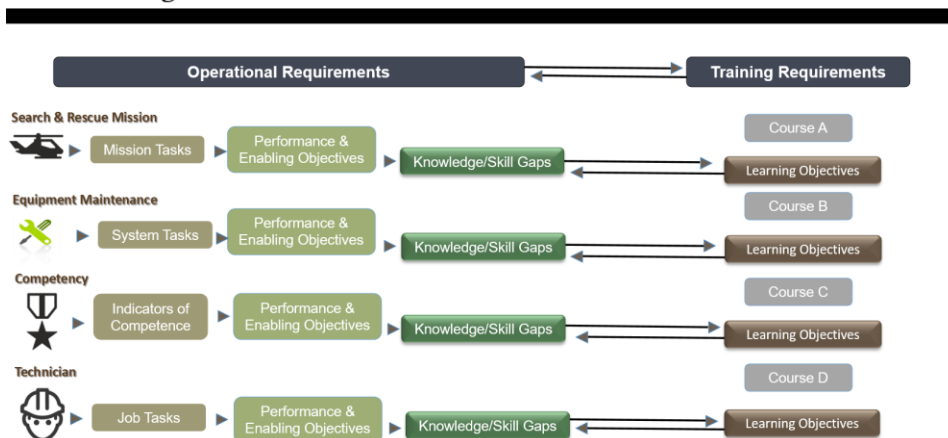 Operational Requirements
Training Requirements
Search & Rescue Mission
Mission Tasks
Performance &
Enabling Objectives
Knowledge/Skill Gaps
Course A
Learning Objectives
Equipment Maintenance
System Tasks
Performance &
Enabling Objectives
Knowledge/Skill Gaps
Course B
Learning Objectives
Competency
Indicators of
Competence
Performance &
Enabling Objectives
Knowledge/Skill Gaps
Course C
Learning Objectives
Technician
Job Tasks
Performance &
Enabling Objectives
Knowledge/Skill Gaps
Course D
Learning Objectives